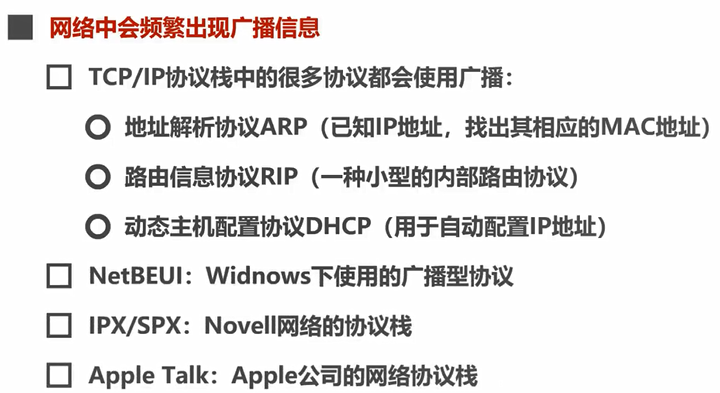 网络中会频繁出现广播信息
TCP/IP协议栈中的很多协议都会使用广播：
地址解析协议ARP（已知IP地址，找出其相应的MAC地址）
路由信息协议RIP（一种小型的内部路由协议）
动态主机配置协议DHCP（用于自动配置IP地址）
NetBEUI：Widnows下使用的广播型协议
IPX/SPX：Novell网络的协议栈
Apple Talk：Apple公司的网络协议栈